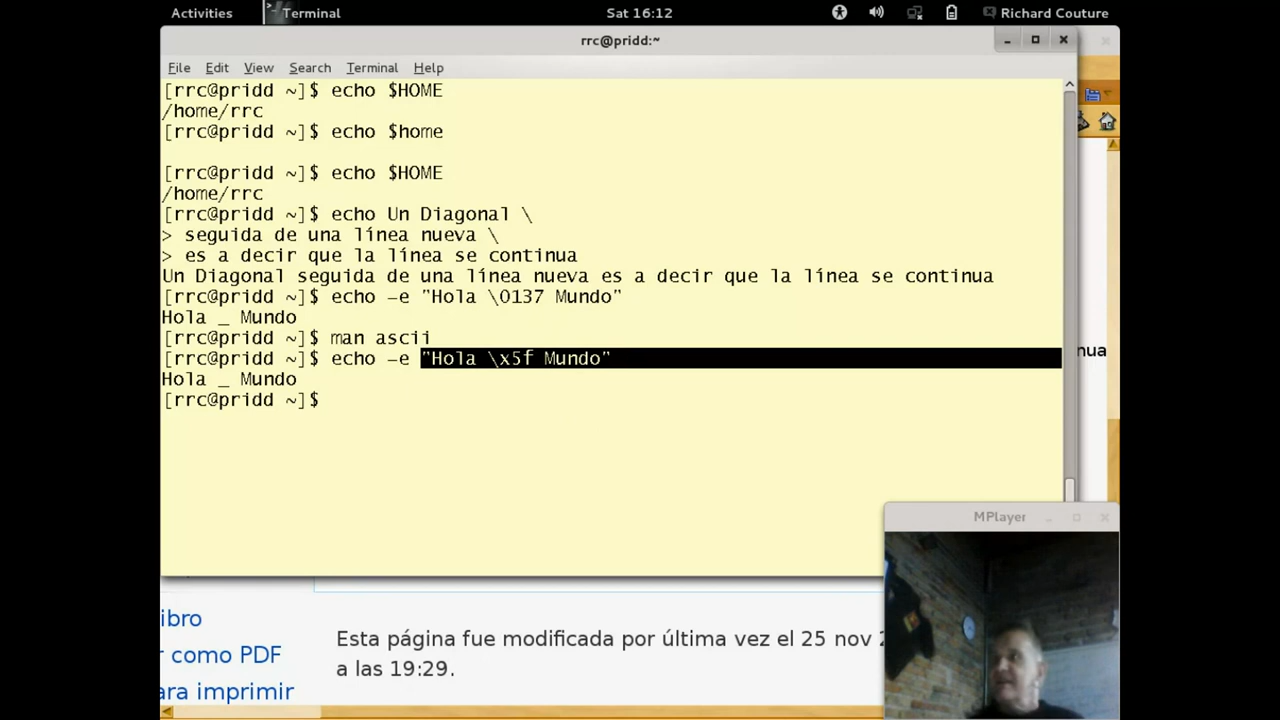 Activities Terminal Sat 16:12 Richard Couture
rrc@pridd:~
File Edit View Search Terminal Help
[rrc@pridd ~]$ echo $HOME
/home/rrc
[rrc@pridd ~]$ echo $home
[rrc@pridd ~]$ echo $HOME
/home/rrc
[rrc@pridd ~]$ echo Un Diagonal \
> seguida de una línea nueva \
> es a decir que la línea se continua
Un Diagonal seguida de una línea nueva es a decir que la línea se continua
[rrc@pridd ~]$ echo -e "Hola \0137 Mundo"
Hola _ Mundo
[rrc@pridd ~]$ man ascii
[rrc@pridd ~]$ echo -e "Hola \x5f Mundo"
Hola _ Mundo
[rrc@pridd ~]$
nua
MPlayer
ibro
r como PDF
ara imprimir
Esta página fue modificada por última vez el 25 nov 2
a las 19:29.